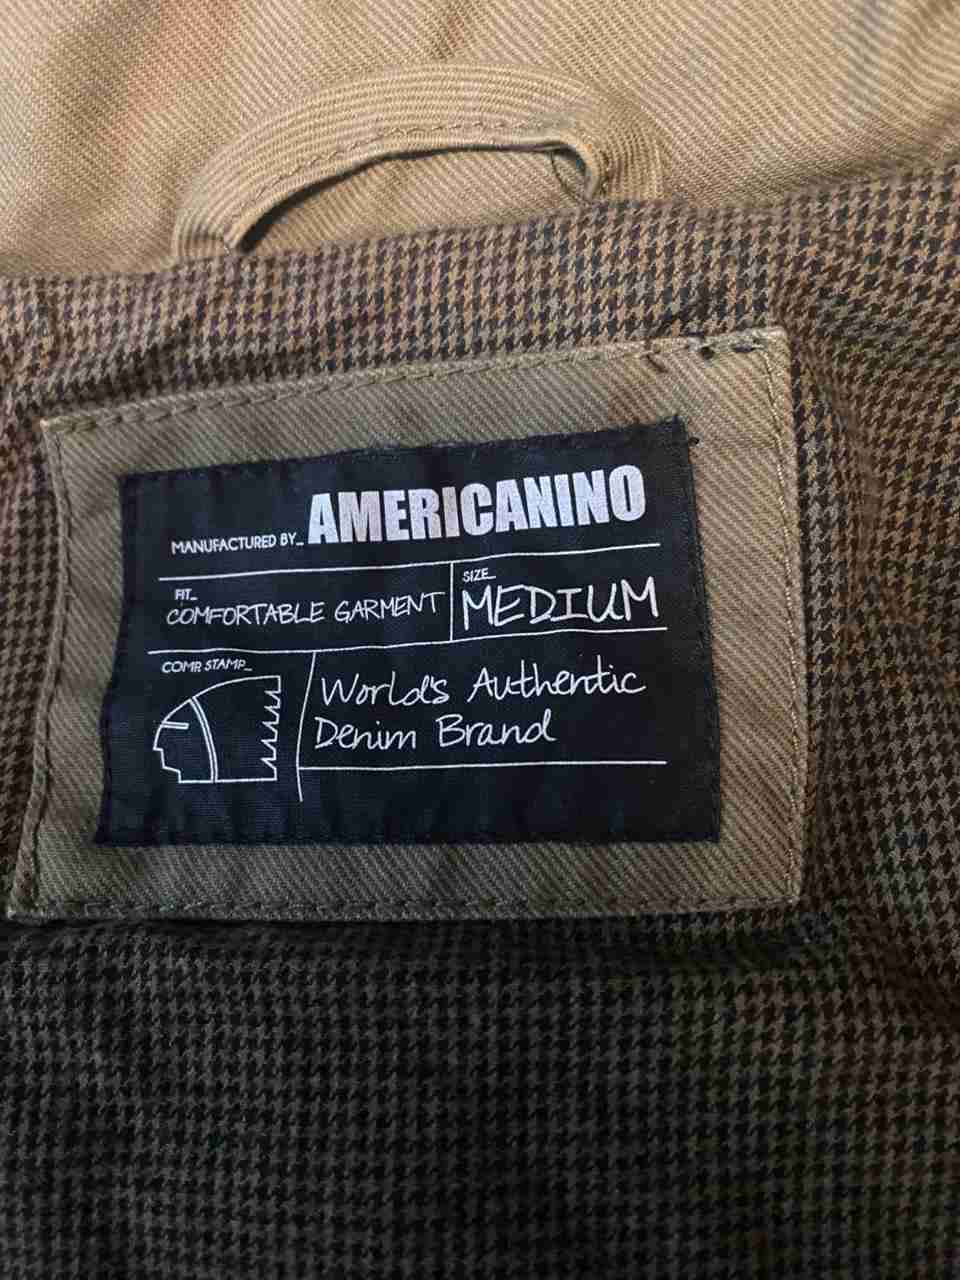 MANUFACTURED BY_ AMERICANINO
FIT_
COMFORTABLE GARMENT
SIZE_
MEDIUM
COMP. STAMP_
World's Authentic
Denim Brand